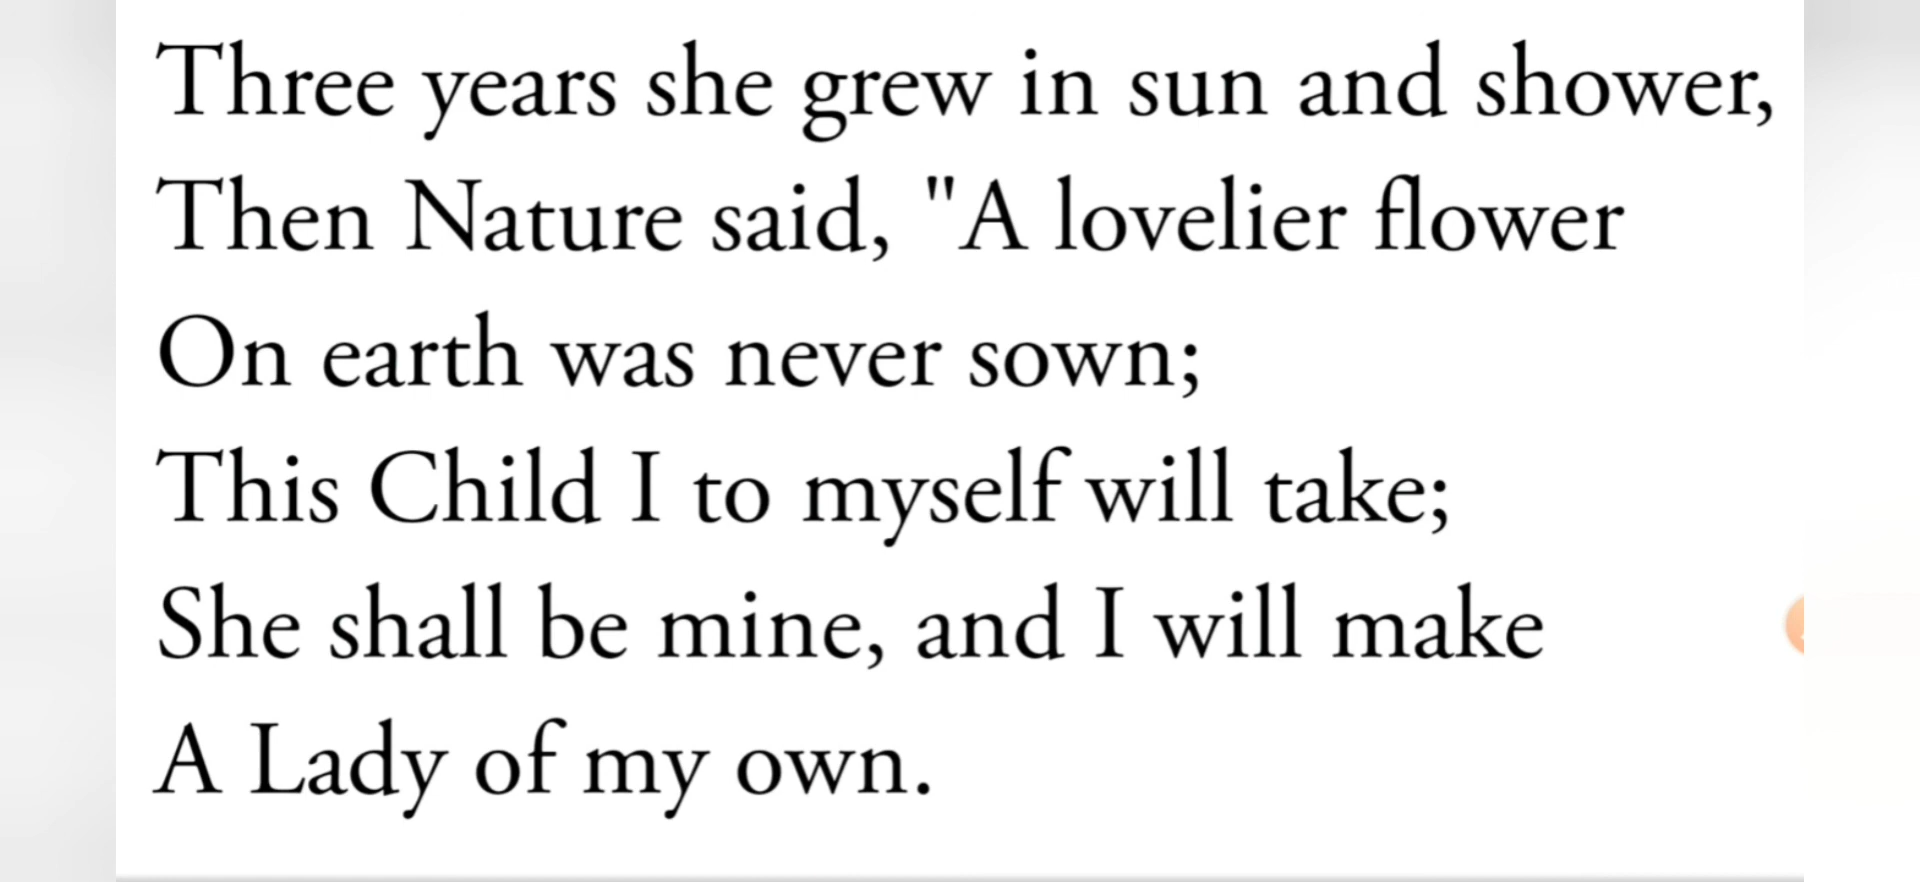 Three years she grew in sun and shower,
Then Nature said, "A lovelier flower
On earth was never sown;
This Child I to myself will take;
She shall be mine, and I will make
A Lady of my own.